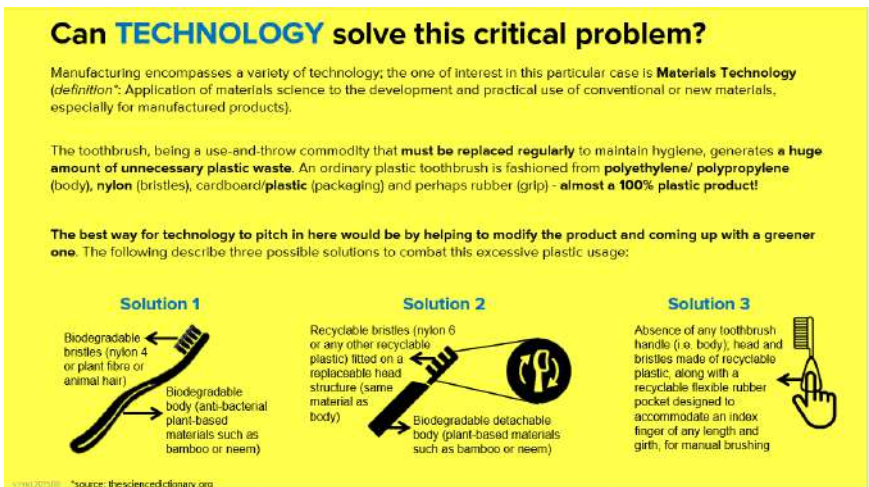 Can TECHNOLOGY solve this critical problem?
Manufacturing encompasses a variety of technology; the one of interest in this particular case is Materials Technology
(definition*: Application of materials science to the development and practical use of conventional or new materials,
especially for manufactured products).
The toothbrush, being a use-and-throw commodity that must be replaced regularly to maintain hygiene, generates a huge
amount of unnecessary plastic waste. An ordinary plastic toothbrush is fashioned from polyethylene/ polypropylene
(body), nylon (bristles), cardboard/plastic (packaging) and perhaps rubber (grip) - almost a 100% plastic product!
The best way for technology to pitch in here would be by helping to modify the product and coming up with a greener
one. The following describe three possible solutions to combat this excessive plastic usage:
Solution 1
Biodegradable
bristles (nylon 4
or plant fibre or
animal hair)
Biodegradable
body (anti-bacterial
plant-based
materials such as
bamboo or neem)
Solution 2
Recyclable bristles (nylon 6
or any other recyclable
plastic) fitted on a
replaceable head
structure (same
material as
body)
Biodegradable detachable
body (plant-based materials
such as bamboo or neem)
Solution 3
Absence of any toothbrush
handle (i.e. body); head and
bristles made of recyclable
plastic, along with a
recyclable flexible rubber
pocket designed to
accommodate an index
finger of any length and
girth, for manual brushing
*source: thesciencedictionary.org